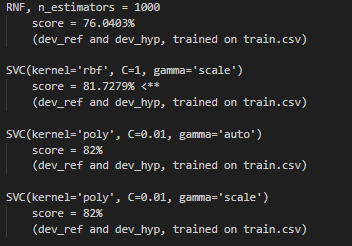 RNF, n_estimators = 1000
score = 76.0403%
(dev_ref and dev_hyp, trained on train.csv)
SVC(kernel='rbf', C=1, gamma='scale')
score = 81.7279% <**
(dev_ref and dev_hyp, trained on train.csv)
SVC(kernel='poly', C=0.01, gamma='auto')
score = 82%
(dev_ref and dev_hyp, trained on train.csv)
SVC(kernel='poly', C=0.01, gamma='scale')
score = 82%
(dev_ref and dev_hyp, trained on train.csv)